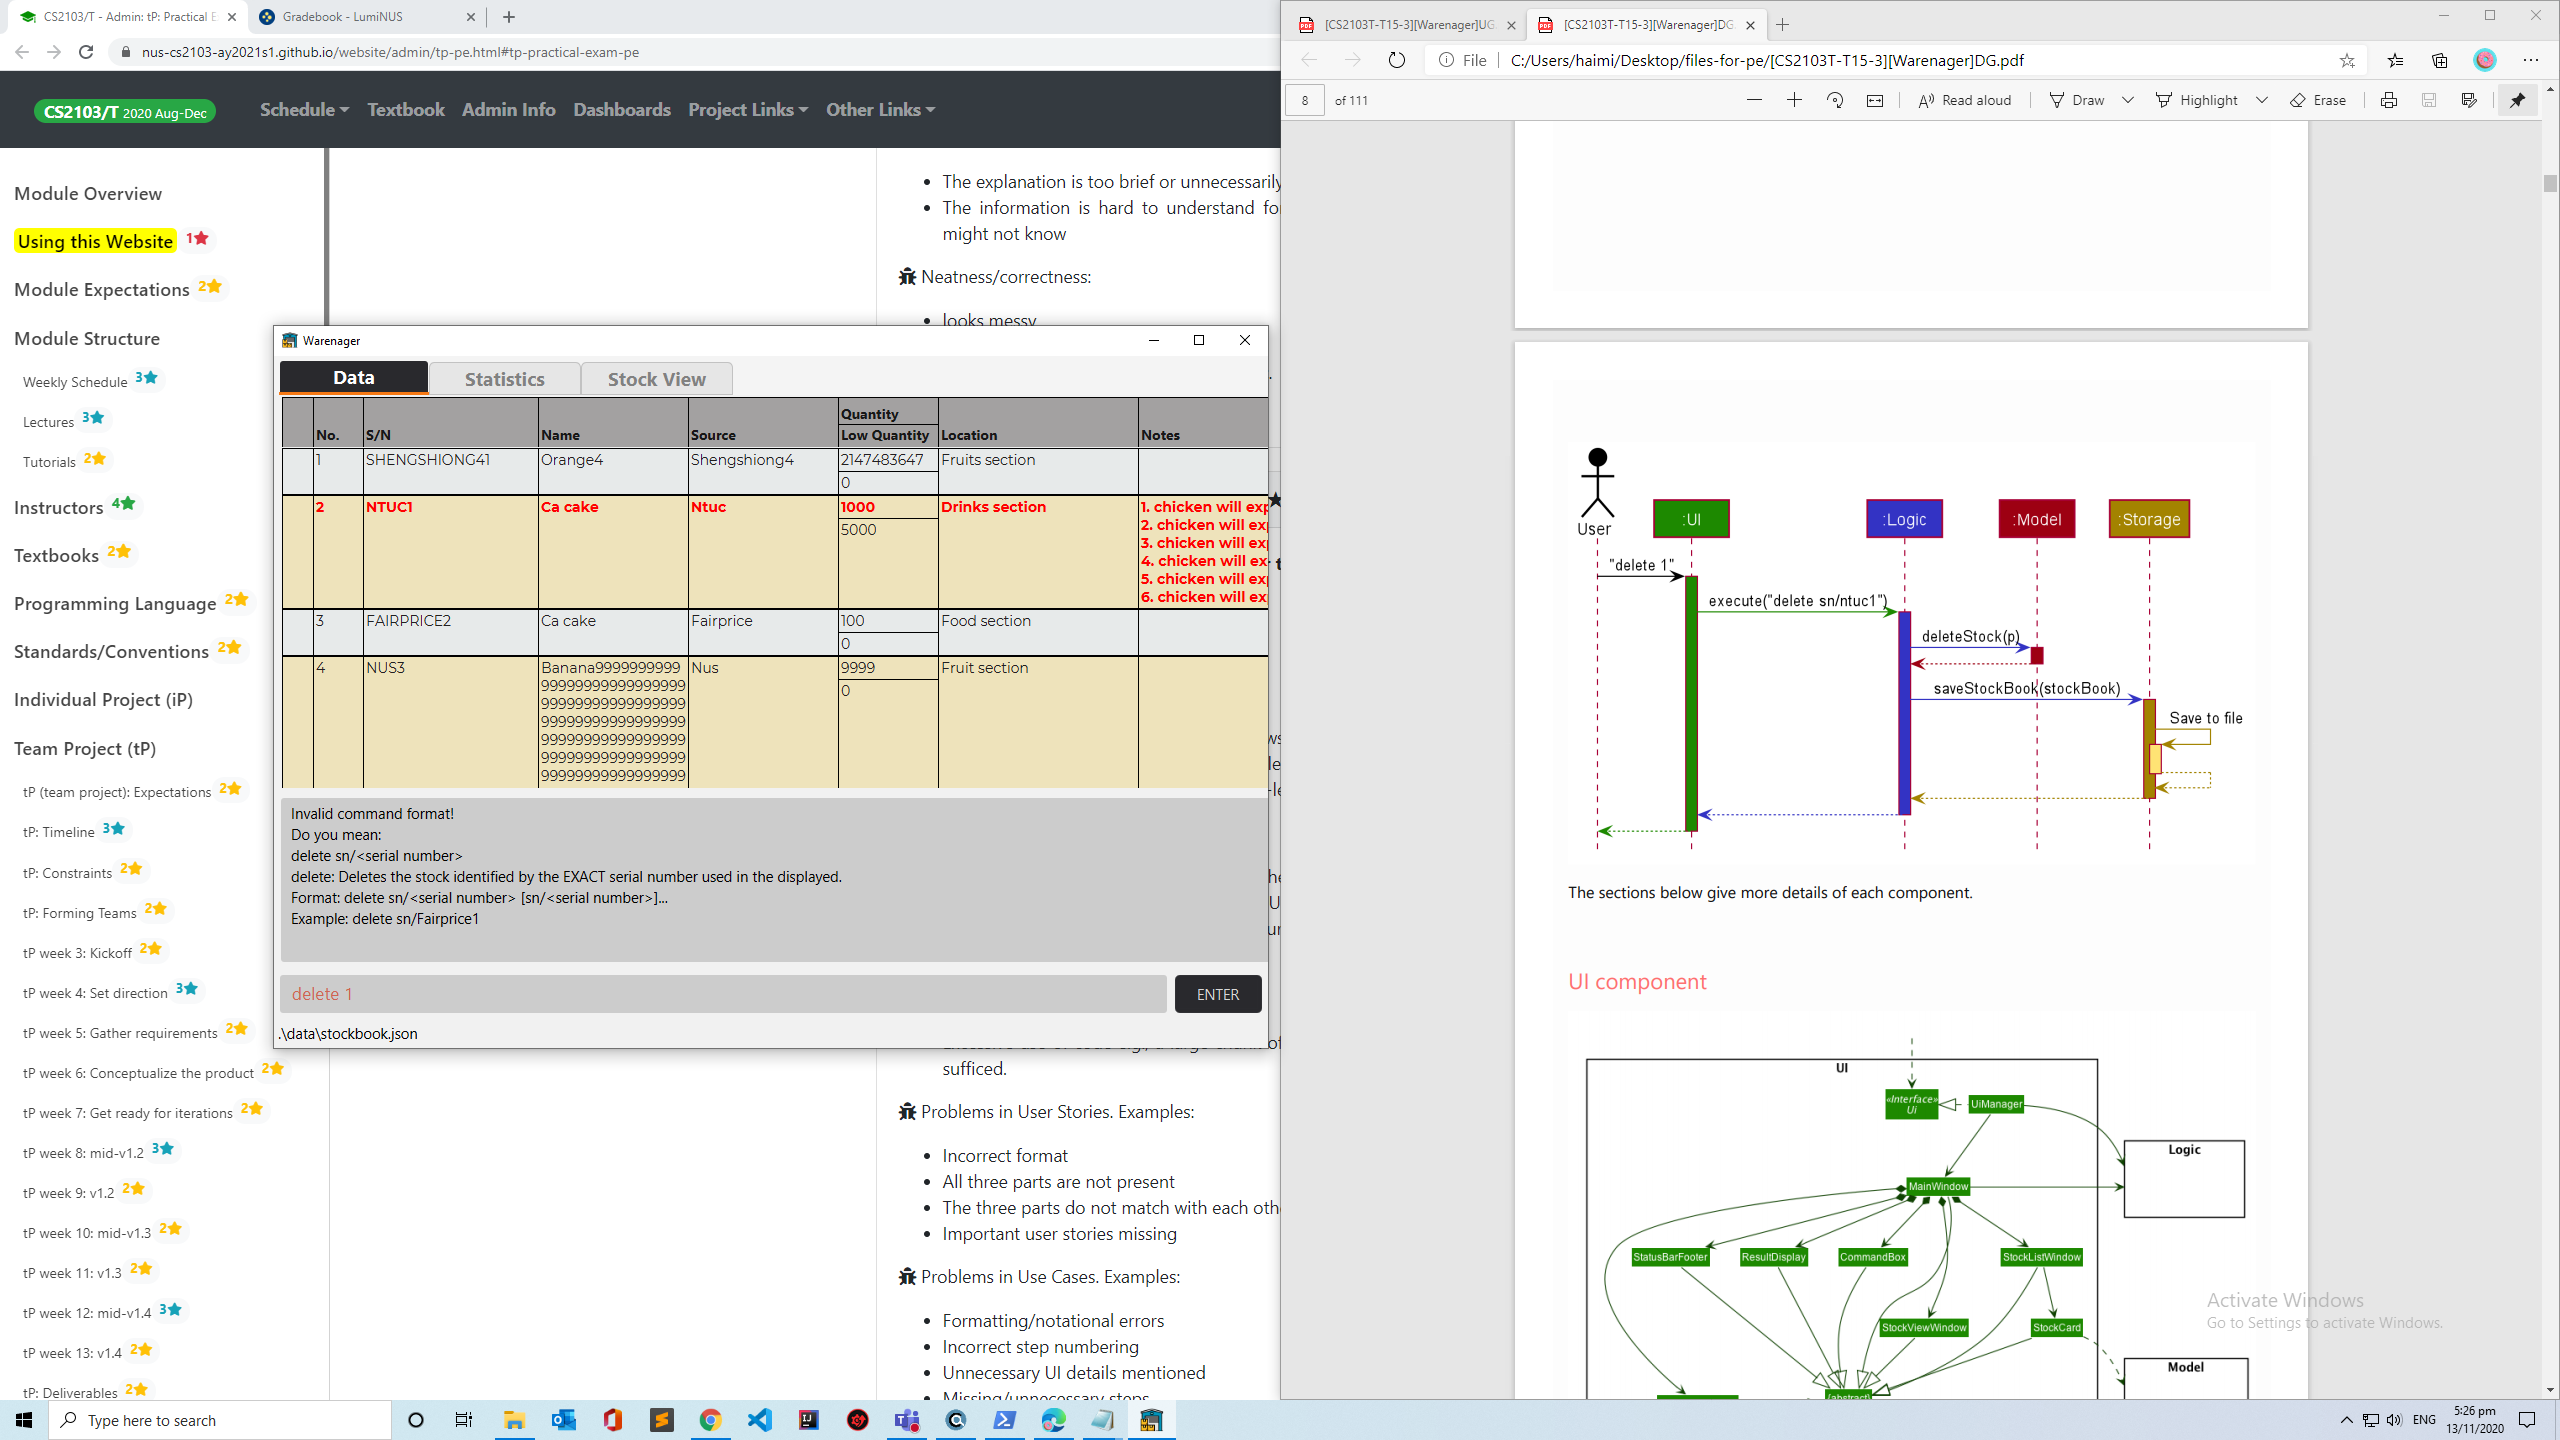 CS2103/T - Admin: tP: Practical E
Gradebook - LumiNUS
nus-cs2103-ay2021s1.github.io/website/admin/tp-pe.html#tp-practical-exam-pe
CS2103/T 2020 Aug-Dec
Schedule
Textbook
Admin Info
Dashboards
Project Links
Other Links
Module Overview
Using this Website 1
Module Expectations 2
Module Structure
Weekly Schedule 3
Lectures 3
Tutorials 2
Instructors 4
Textbooks 2
Programming Language 2
Standards/Conventions 2
Individual Project (iP)
Team Project (tP)
tP (team project): Expectations 2
tP: Timeline 3
tP: Constraints 2
tP: Forming Teams 2
tP week 3: Kickoff 2
tP week 4: Set direction 3
tP week 5: Gather requirements 2
tP week 6: Conceptualize the product 2
tP week 7: Get ready for iterations 2
tP week 8: mid-v1.2 3
tP week 9: v1.2 2
tP week 10: mid-v1.3 2
tP week 11: v1.3 2
tP week 12: mid-v1.4 3
tP week 13: v1.4 2
tP: Deliverables 2
The explanation is too brief or unnecessarily
The information is hard to understand fo
might not know
Neatness/correctness:
looks messy
Warenager
Data
Statistics
Stock View
No.
S/N
Name
Source
Quantity
Low Quantity
Location
Notes
1
SHENGSHIONG41
Orange4
Shengshiong4
2147483647
0
Fruits section
2
NTUC1
Ca cake
Ntuc
1000
5000
Drinks section
1. chicken will exp
2. chicken will exp
3. chicken will exp
4. chicken will ex
5. chicken will exp
6. chicken will ex
3
FAIRPRICE2
Ca cake
Fairprice
100
0
Food section
4
NUS3
Banana9999999999
99999999999999999
99999999999999999
99999999999999999
99999999999999999
99999999999999999
99999999999999999
Nus
9999
0
Fruit section
Invalid command format!
Do you mean:
delete sn/<serial number>
delete: Deletes the stock identified by the EXACT serial number used in the displayed.
Format: delete sn/<serial number> [sn/<serial number>]...
Example: delete sn/Fairprice1
delete 1
ENTER
.\data\stockbook.json
sufficed.
Problems in User Stories. Examples:
Incorrect format
All three parts are not present
The three parts do not match with each oth
Important user stories missing
Problems in Use Cases. Examples:
Formatting/notational errors
Incorrect step numbering
Unnecessary UI details mentioned
Missing/unnecessary steps
[CS2103T-T15-3][Warenager]UG
[CS2103T-T15-3][Warenager]DG
File
C:/Users/haimi/Desktop/files-for-pe/[CS2103T-T15-3][Warenager]DG.pdf
8
of 111
Read aloud
Draw
Highlight
Erase
User
:UI
:Logic
:Model
:Storage
"delete 1"
execute("delete sn/ntuc1")
deleteStock(p)
saveStockBook(stockBook)
Save to file
The sections below give more details of each component.
UI component
UI
«Interface»
Ui
UiManager
Logic
MainWindow
StatusBarFooter
ResultDisplay
CommandBox
StockListWindow
StockViewWindow
StockCard
Model
{abstract}
Activate Windows
Go to Settings to activate Windows.
Type here to search
ENG
5:26 pm
13/11/2020